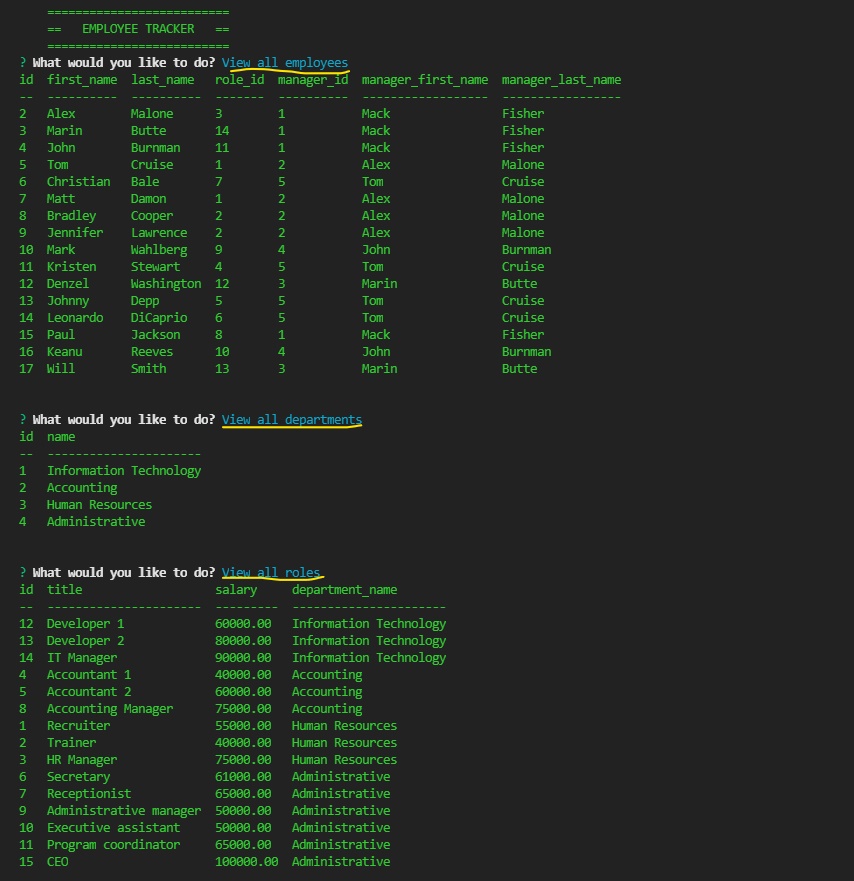 ==========================
==   EMPLOYEE TRACKER   ==
==========================
? What would you like to do? View all employees
id  first_name  last_name   role_id  manager_id  manager_first_name  manager_last_name
--  ----------  ----------  -------  ----------  ------------------  -----------------
2   Alex        Malone      3        1           Mack                Fisher
3   Marin       Butte       14       1           Mack                Fisher
4   John        Burnman     11       1           Mack                Fisher
5   Tom         Cruise      1        2           Alex                Malone
6   Christian   Bale        7        5           Tom                 Cruise
7   Matt        Damon       1        2           Alex                Malone
8   Bradley     Cooper      2        2           Alex                Malone
9   Jennifer    Lawrence    2        2           Alex                Malone
10  Mark        Wahlberg    9        4           John                Burnman
11  Kristen     Stewart     4        5           Tom                 Cruise
12  Denzel      Washington  12       3           Marin               Butte
13  Johnny      Depp        5        5           Tom                 Cruise
14  Leonardo    DiCaprio    6        5           Tom                 Cruise
15  Paul        Jackson     8        1           Mack                Fisher
16  Keanu       Reeves      10       4           John                Burnman
17  Will        Smith       13       3           Marin               Butte
? What would you like to do? View all departments
id  name
--  ----------------------
1   Information Technology
2   Accounting
3   Human Resources
4   Administrative
? What would you like to do? View all roles
id  title                   salary     department_name
--  ----------------------  ---------  ----------------------
12  Developer 1             60000.00   Information Technology
13  Developer 2             80000.00   Information Technology
14  IT Manager              90000.00   Information Technology
4   Accountant 1            40000.00   Accounting
5   Accountant 2            60000.00   Accounting
8   Accounting Manager      75000.00   Accounting
1   Recruiter               55000.00   Human Resources
2   Trainer                 40000.00   Human Resources
3   HR Manager              75000.00   Human Resources
6   Secretary               61000.00   Administrative
7   Receptionist            65000.00   Administrative
9   Administrative manager  50000.00   Administrative
10  Executive assistant     50000.00   Administrative
11  Program coordinator     65000.00   Administrative
15  CEO                     100000.00  Administrative